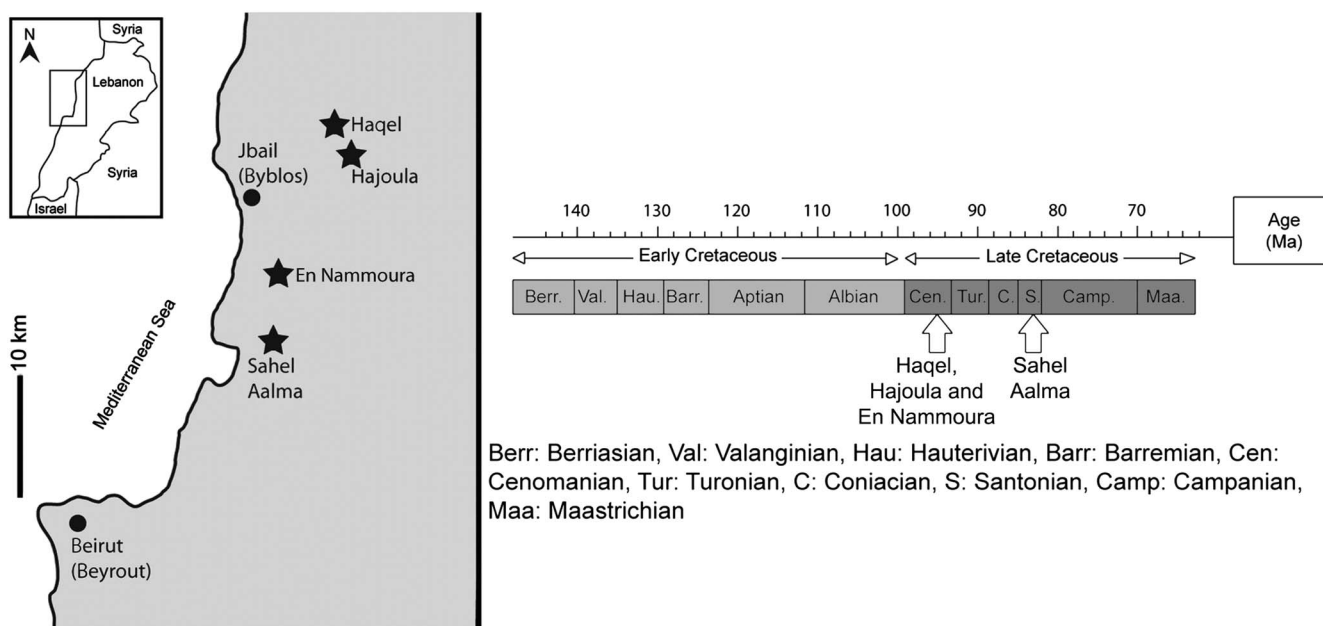 Syria
N
Lebanon
Syria
Israel
Haqel
Hajoula
Jbail
(Byblos)
En Nammoura
Sahel
Aalma
Mediterranean Sea
10 km
Beirut
(Beyrout)
140 130 120 110 100 90 80 70
Age
(Ma)
Early Cretaceous Late Cretaceous
Berr. Val. Hau. Barr. Aptian Albian Cen. Tur. C. S. Camp. Maa.
Haqel,
Hajoula and
En Nammoura
Sahel
Aalma
Berr: Berriasian, Val: Valanginian, Hau: Hauterivian, Barr: Barremian, Cen:
Cenomanian, Tur: Turonian, C: Coniacian, S: Santonian, Camp: Campanian,
Maa: Maastrichian